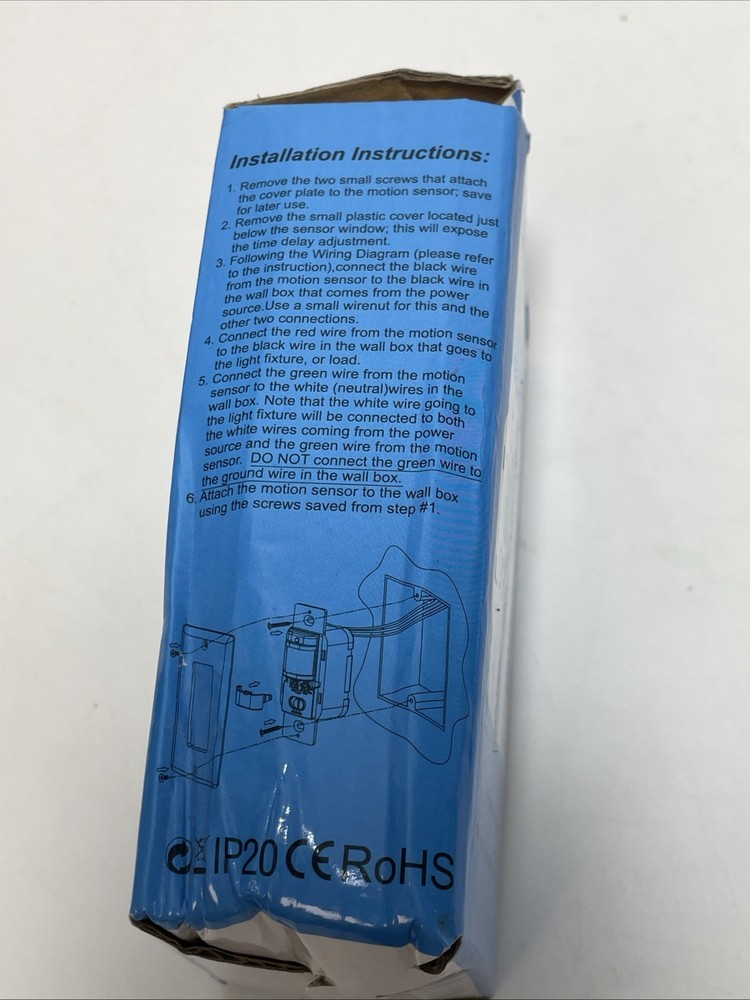 Installation Instructions:
1. Remove the two small screws that attach
the cover plate to the motion sensor; save
for later use.
2. Remove the small plastic cover located just
below the sensor window; this will expose
the time delay adjustment.
3. Following the Wiring Diagram (please refer
to the instruction),connect the black wire
from the motion sensor to the black wire in
the wall box that comes from the power
source.Use a small wirenut for this and the
other two connections.
4. Connect the red wire from the motion sensor
to the black wire in the wall box that goes to
the light fixture, or load.
5. Connect the green wire from the motion
sensor to the white (neutral)wires in the
wall box. Note that the white wire going to
the light fixture will be connected to both
the white wires coming from the power
source and the green wire from the motion
sensor. DO NOT connect the green wire to
the ground wire in the wall box.
6. Attach the motion sensor to the wall box
using the screws saved from step #1.
IP20 CE RoHS